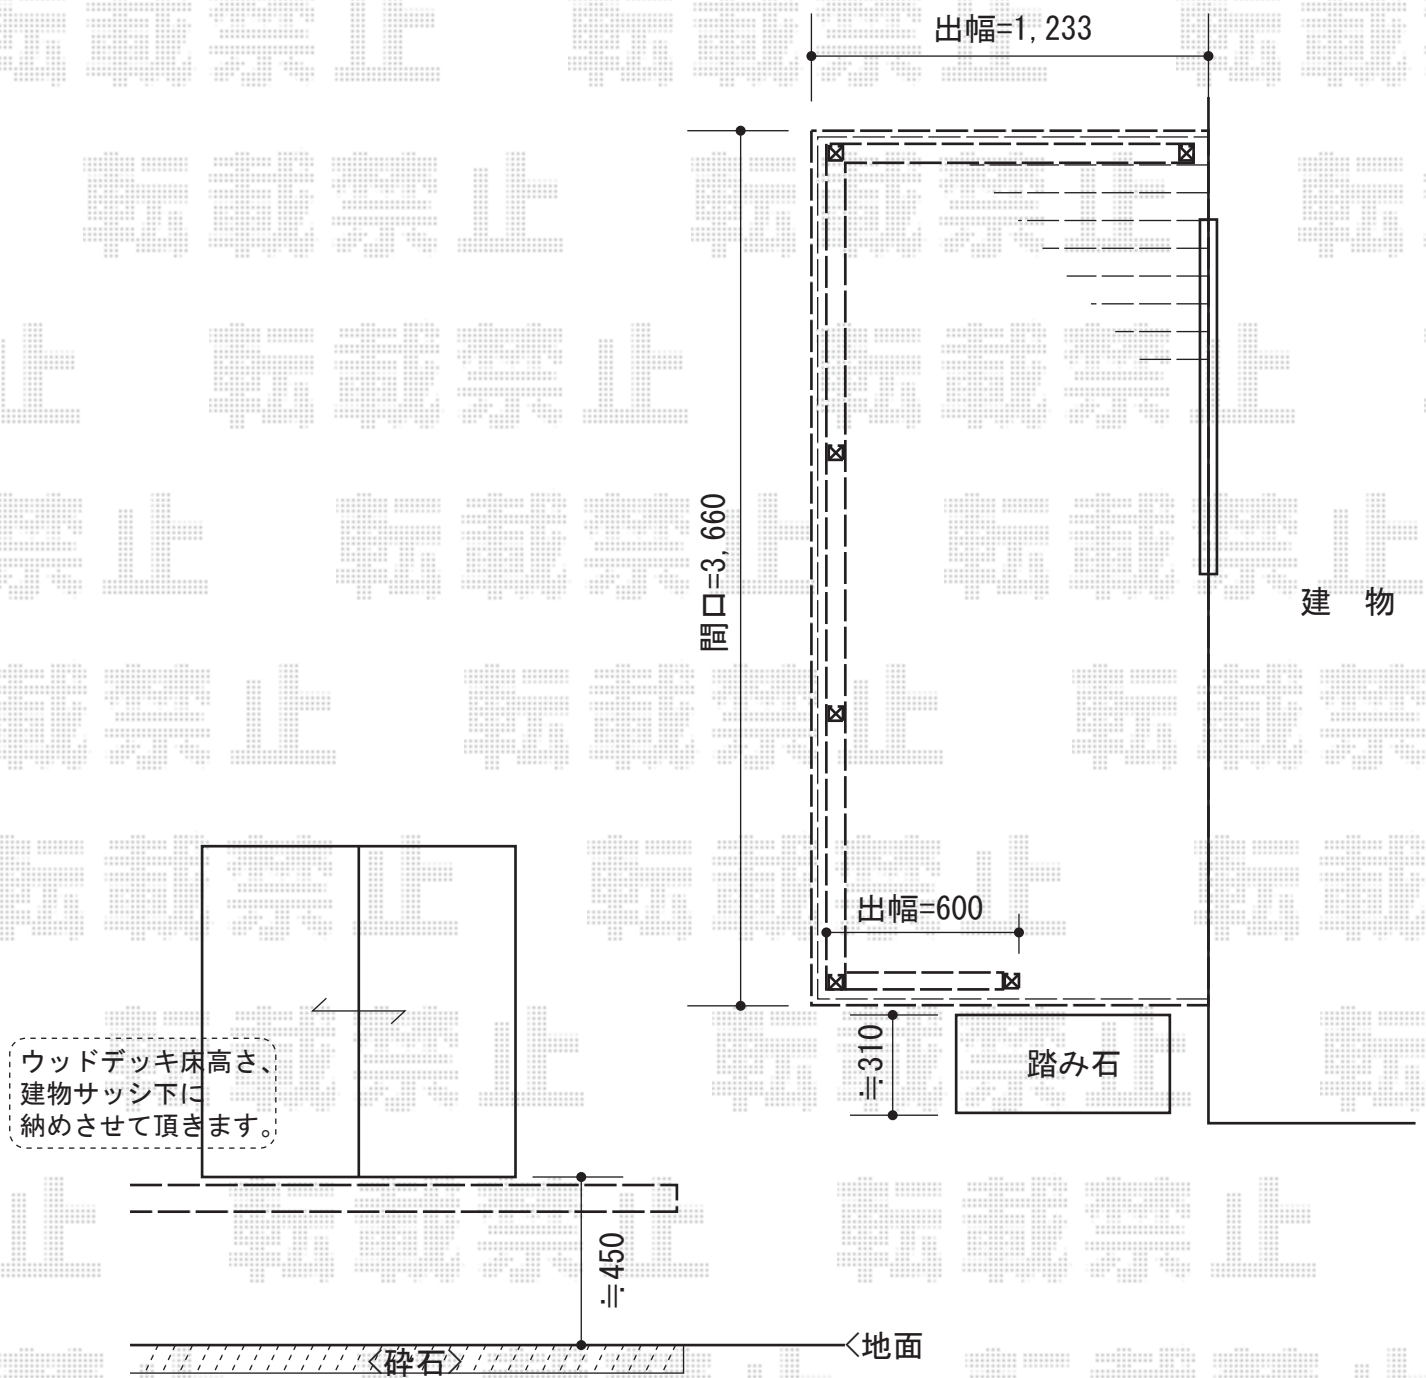 出幅=1,233
間口=3,660
建 物
出幅=600
≒310
踏み石
ウッドデッキ床高さ、
建物サッシ下に
納めさせて頂きます。
≒450
地面
砕石
転載禁止